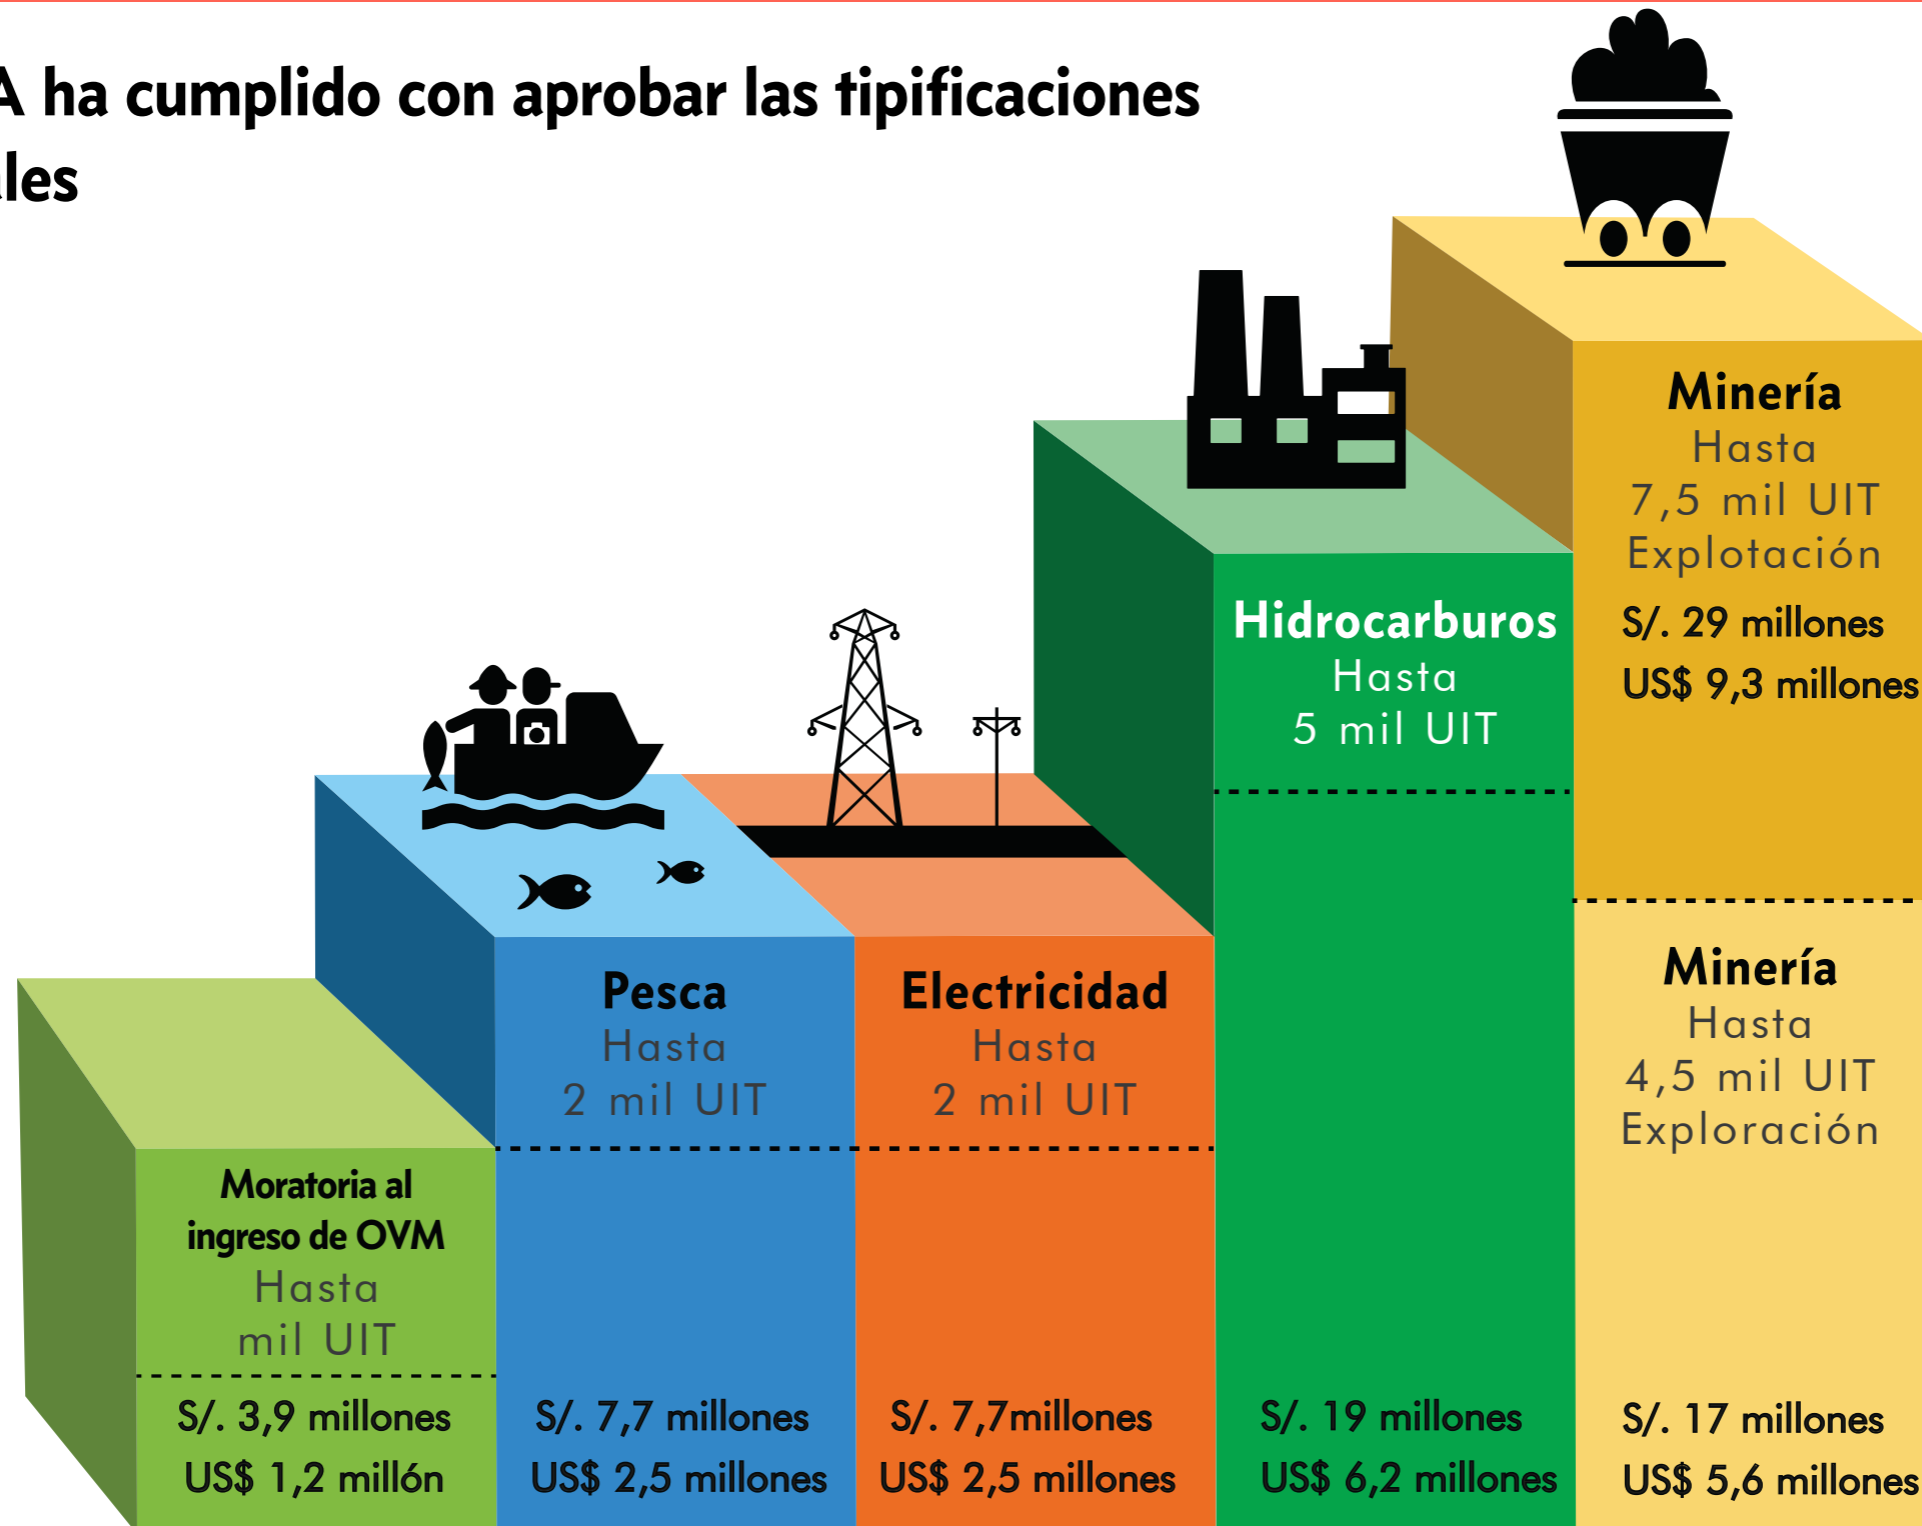 A ha cumplido con aprobar las tipificaciones
les
Minería
Hasta
7,5 mil UIT
Explotación
S/. 29 millones
US$ 9,3 millones
Hidrocarburos
Hasta
5 mil UIT
Pesca
Hasta
2 mil UIT
Electricidad
Hasta
2 mil UIT
Minería
Hasta
4,5 mil UIT
Exploración
Moratoria al
ingreso de OVM
Hasta
mil UIT
S/. 3,9 millones
US$ 1,2 millón
S/. 7,7 millones
US$ 2,5 millones
S/. 7,7millones
US$ 2,5 millones
S/. 19 millones
US$ 6,2 millones
S/. 17 millones
US$ 5,6 millones